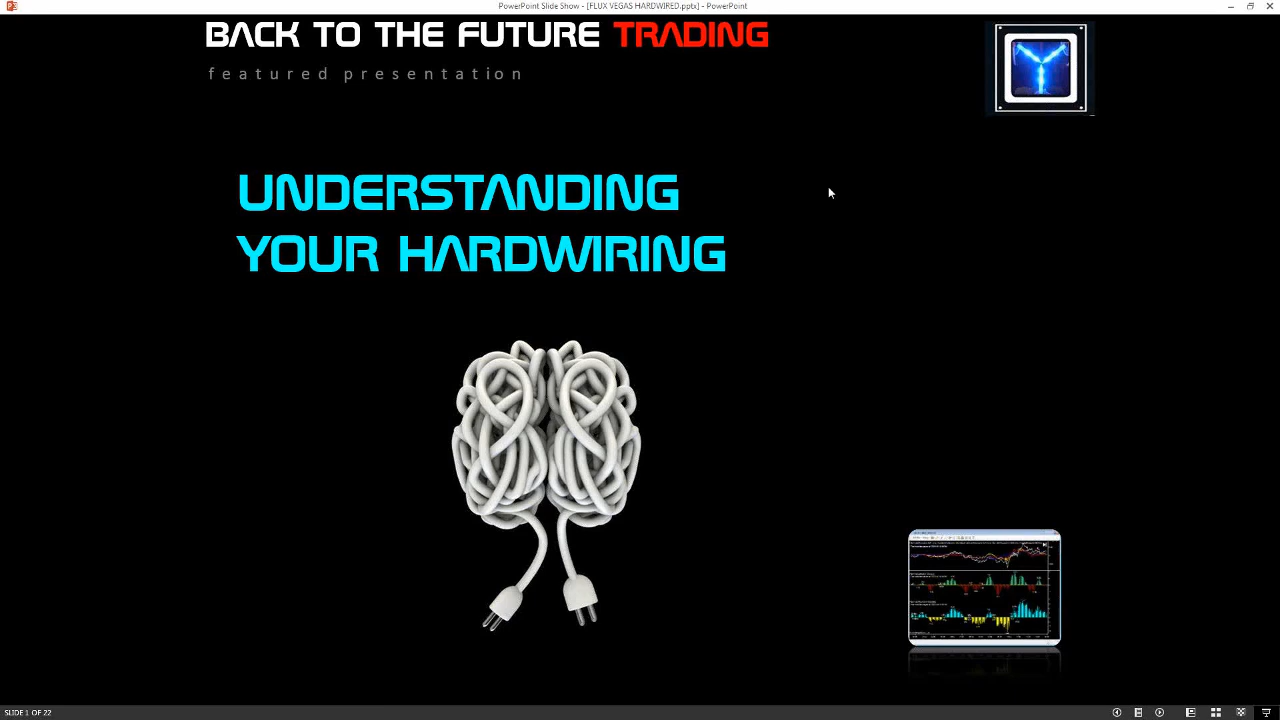 PowerPoint Slide Show - [FLUX VEGAS HARDWIRED.pptx] - PowerPoint
BACK TO THE FUTURE TRADING
featured presentation
UNDERSTANDING
YOUR HARDWIRING
SLIDE 1 OF 22